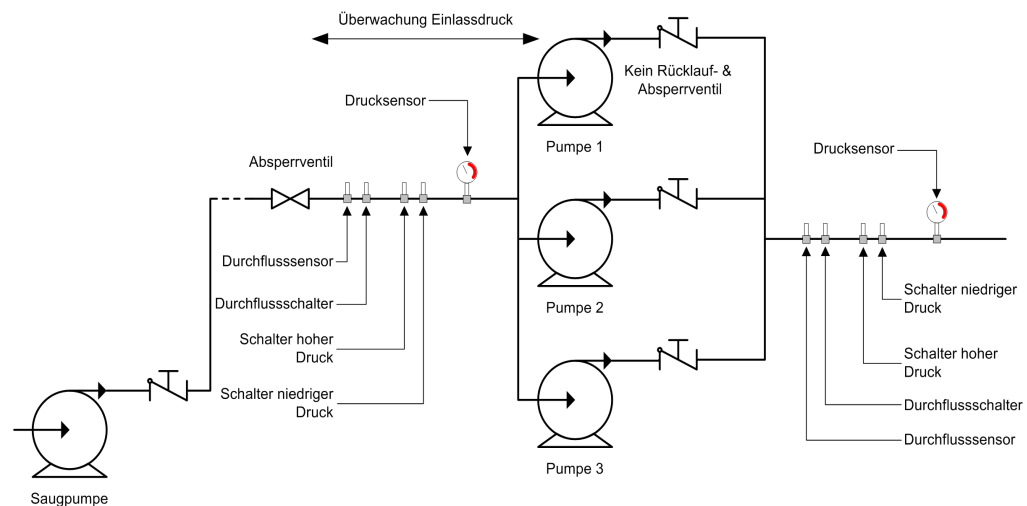 Überwachung Einlassdruck
Kein Rücklauf- &
Absperrventil
Drucksensor
Pumpe 1
Drucksensor
Absperrventil
Durchflusssensor
Durchflussschalter
Schalter hoher
Druck
Schalter niedriger
Druck
Pumpe 2
Schalter niedriger
Druck
Schalter hoher
Druck
Durchflussschalter
Durchflusssensor
Pumpe 3
Saugpumpe